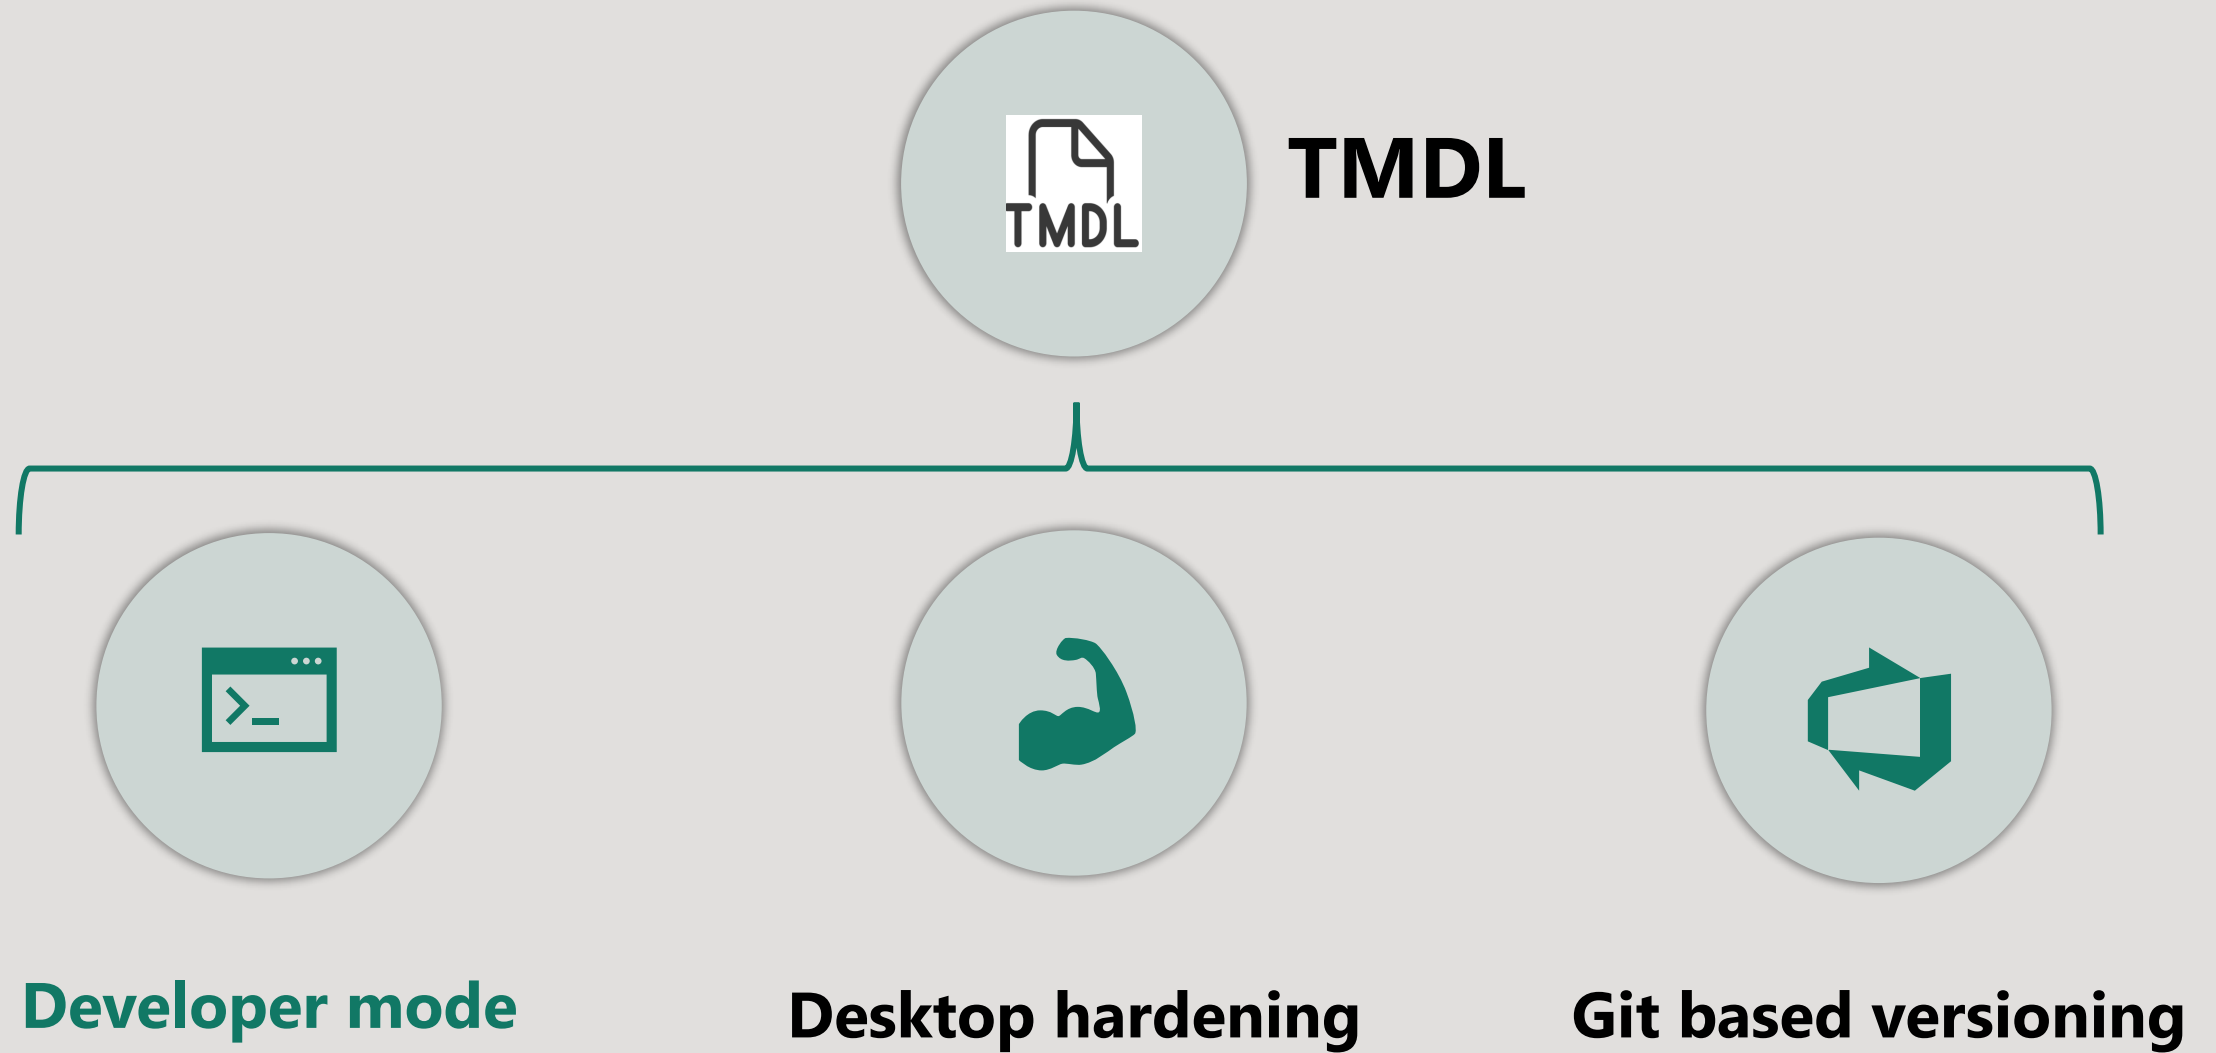 TMDL
TMDL
Developer mode
Desktop hardening
Git based versioning